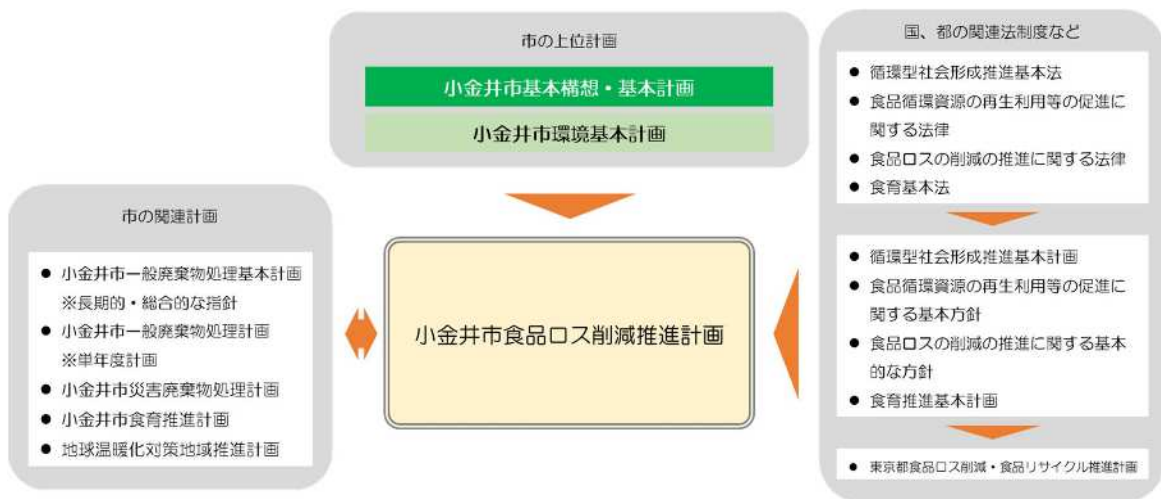 市の上位計画
小金井市基本構想・基本計画
小金井市環境基本計画
国、都の関連法制度など
● 循環型社会形成推進基本法
● 食品循環資源の再生利用等の促進に
関する法律
● 食品ロスの削減の推進に関する法律
● 食育基本法
● 循環型社会形成推進基本計画
● 食品循環資源の再生利用等の促進に
関する基本方針
● 食品ロスの削減の推進に関する基本
的な方針
● 食育推進基本計画
● 東京都食品ロス削減・食品リサイクル推進計画
市の関連計画
● 小金井市一般廃棄物処理基本計画
※長期的・総合的な指針
● 小金井市一般廃棄物処理計画
※単年度計画
● 小金井市災害廃棄物処理計画
● 小金井市食育推進計画
● 地球温暖化対策地域推進計画
小金井市食品ロス削減推進計画